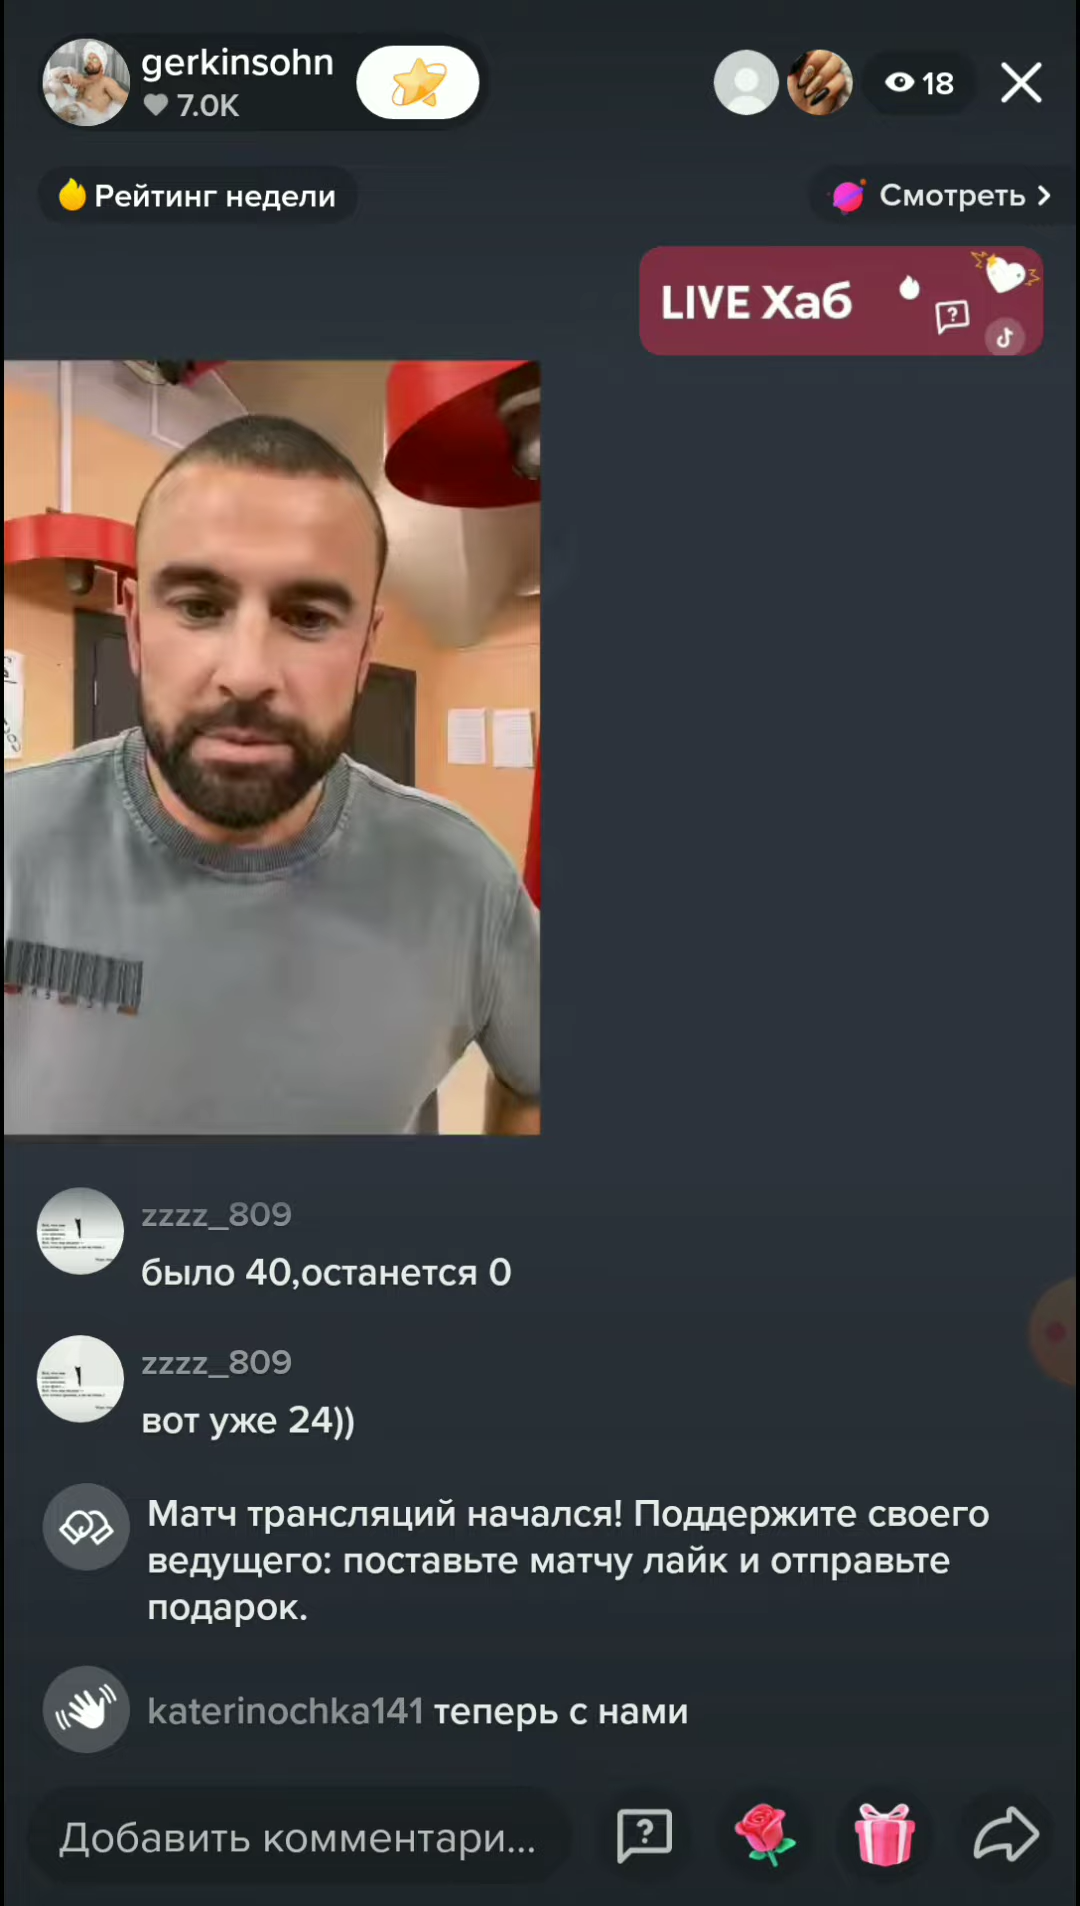 gerkinsohn
7.0K
18
Рейтинг недели
Смотреть
LIVE Хаб
zzzz_809
было 40,останется 0
zzzz_809
вот уже 24))
Матч трансляций начался! Поддержите своего
ведущего: поставьте матчу лайк и отправьте
подарок.
katerinochka141 теперь с нами
Добавить комментари...